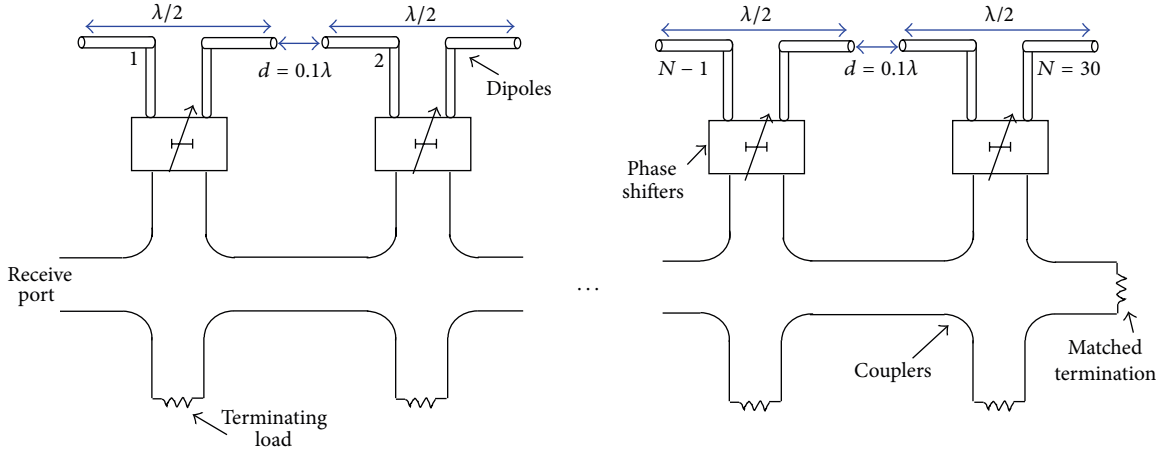 λ/2
λ/2
λ/2
λ/2
1
d = 0.1λ
2
Dipoles
N − 1
d = 0.1λ
N = 30
Phase
shifters
Receive
port
...
Couplers
Matched
termination
Terminating
load